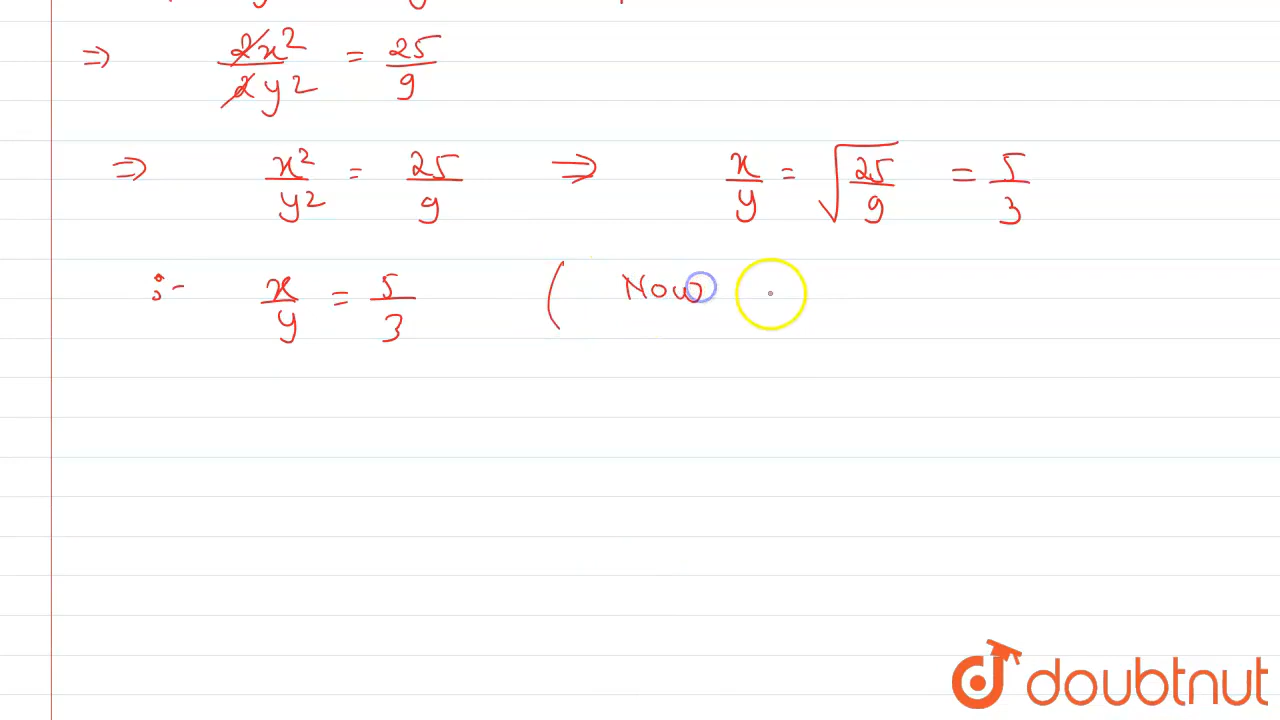 ⇒ 2x²/2y² = 25/9
⇒ x²/y² = 25/9 ⇒ x/y = √25/9 = 5/3
:- x/y = 5/3 ( Now
doubtnut